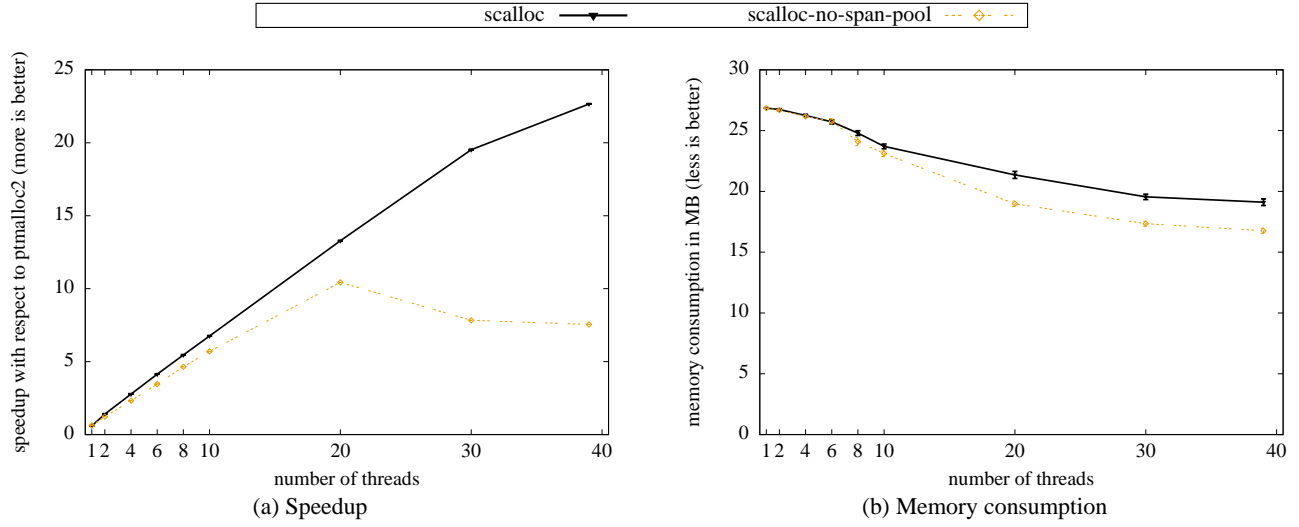 scalloc
scalloc-no-span-pool
speedup with respect to ptmalloc2 (more is better)
25
20
15
10
5
0
1 2 4 6 8 10 20 30 40
number of threads
(a) Speedup
memory consumption in MB (less is better)
30
25
20
15
10
5
0
1 2 4 6 8 10 20 30 40
number of threads
(b) Memory consumption